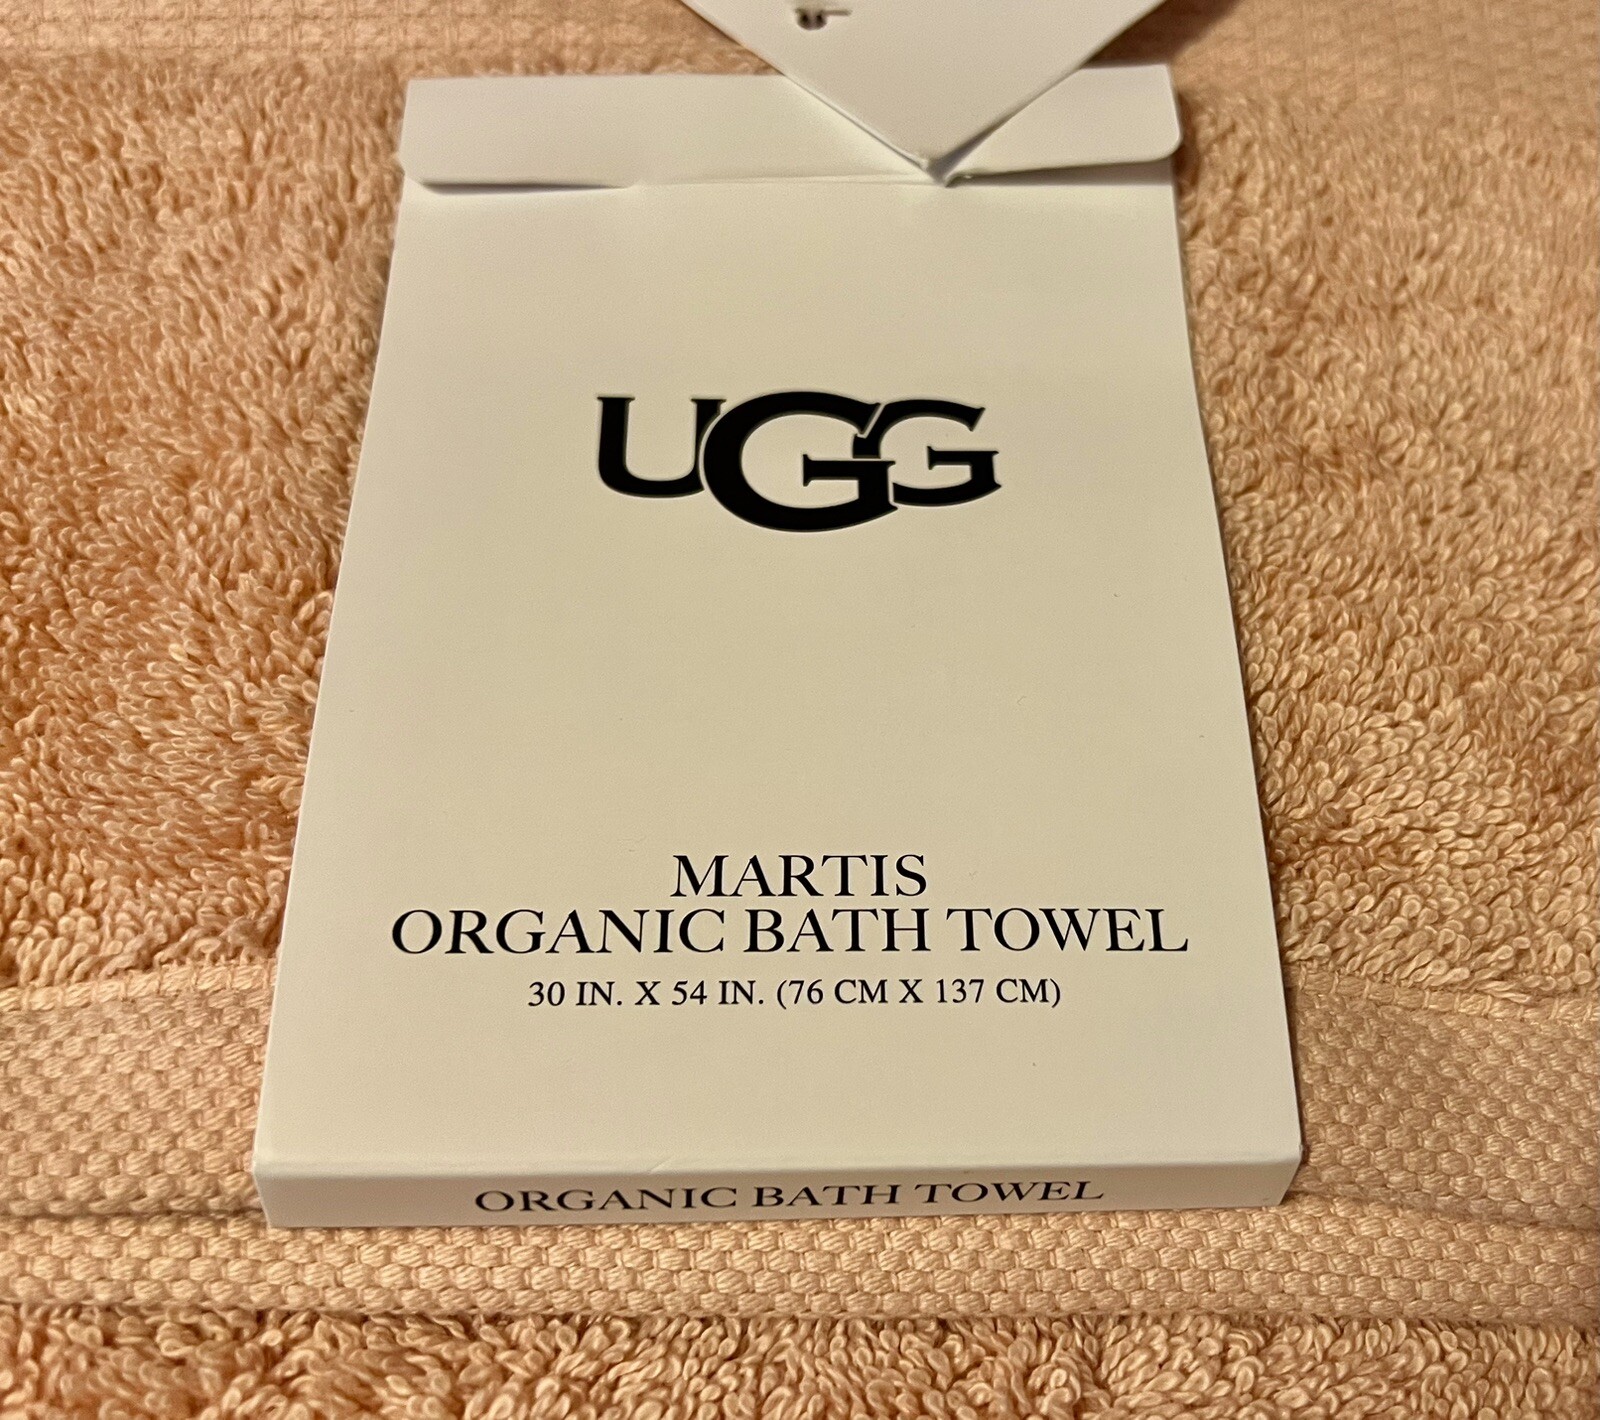 UGG
MARTIS
ORGANIC BATH TOWEL
30 IN. X 54 IN. (76 CM X 137 CM)
ORGANIC BATH TOWEL